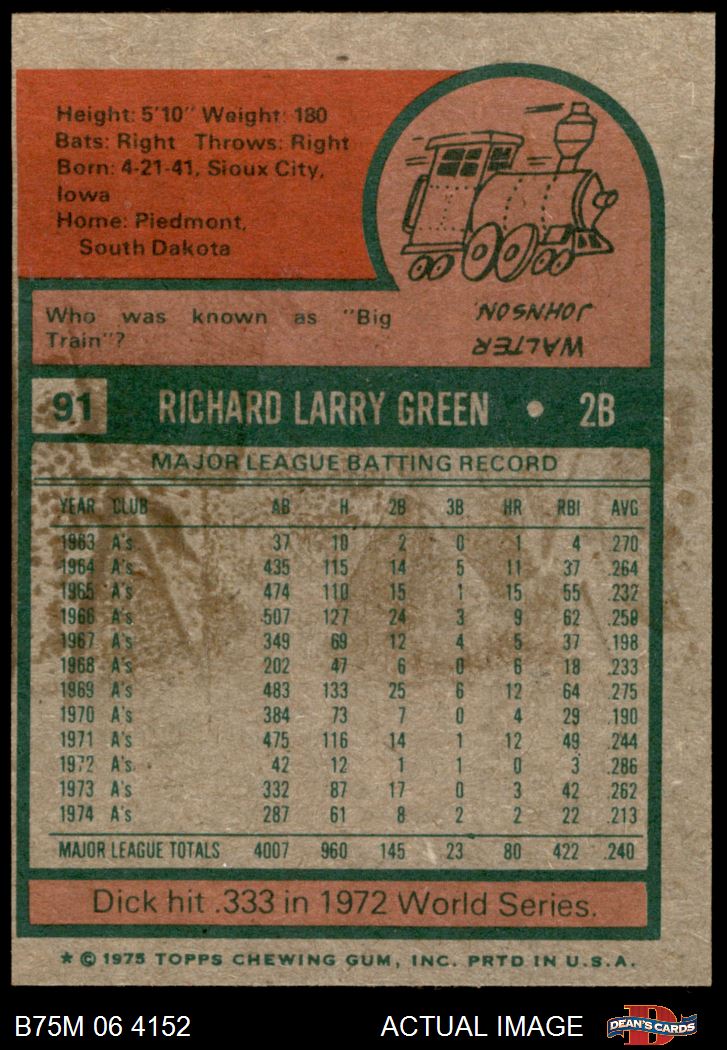 Height: 5'10" Weight: 180
Bats: Right Throws: Right
Born: 4-21-41, Sioux City,
Iowa
Home: Piedmont,
South Dakota
Who was known as "Big
Train"?
WALTER
JOHNSON
91 RICHARD LARRY GREEN • 2B
MAJOR LEAGUE BATTING RECORD
YEAR CLUB AB H 2B 3B HR RBI AVG
1963 A's 37 10 2 0 1 4 .270
1964 A's 435 115 14 5 11 37 .264
1965 A's 474 110 15 1 15 55 .232
1966 A's 507 127 24 3 9 62 .250
1967 A's 349 69 12 4 5 37 .198
1968 A's 202 47 6 0 6 18 .233
1969 A's 483 133 25 6 12 64 .275
1970 A's 384 73 7 0 4 29 .190
1971 A's 475 116 14 1 12 49 .244
1972 A's 42 12 1 1 0 3 .286
1973 A's 332 87 17 0 3 42 .262
1974 A's 287 61 8 2 2 22 .213
MAJOR LEAGUE TOTALS 4007 960 145 23 80 422 .240
Dick hit .333 in 1972 World Series.
* © 1975 TOPPS CHEWING GUM, INC. PRTD IN U.S.A.
B75M 06 4152 ACTUAL IMAGE DEAN'S CARDS